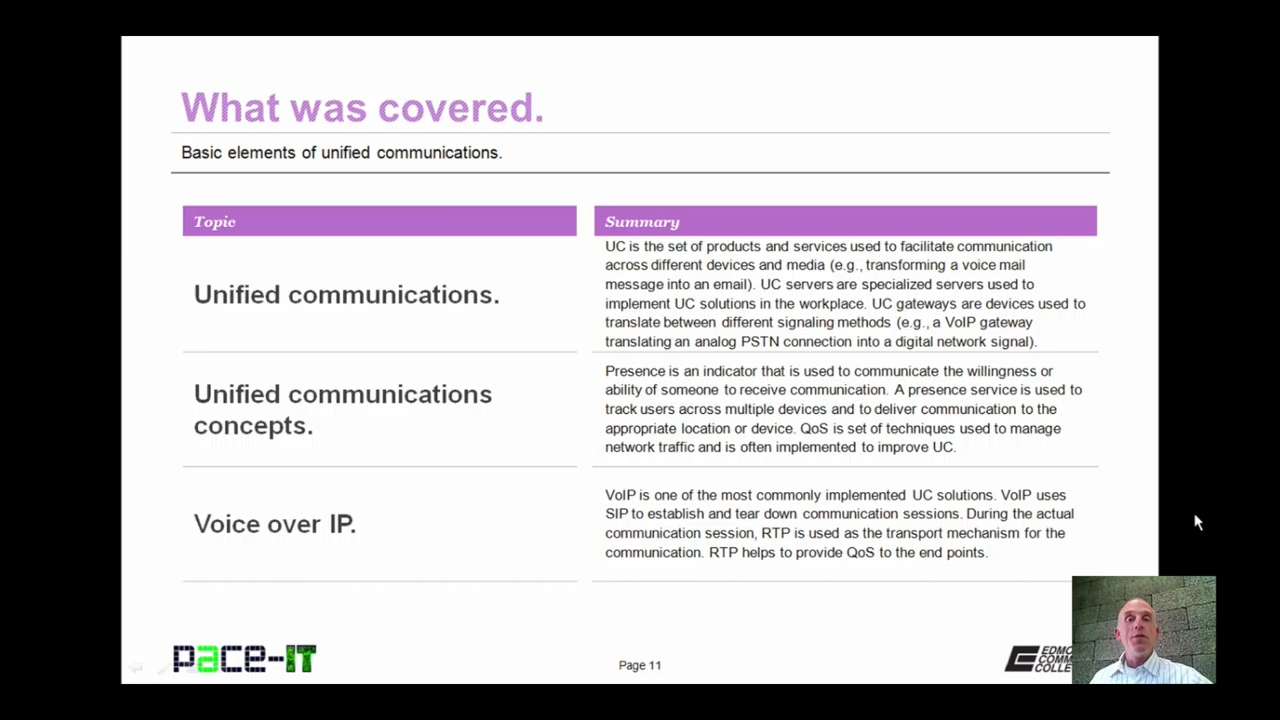 What was covered.
Basic elements of unified communications.
Topic
Summary
Unified communications.
UC is the set of products and services used to facilitate communication
across different devices and media (e.g., transforming a voice mail
message into an email). UC servers are specialized servers used to
implement UC solutions in the workplace. UC gateways are devices used to
translate between different signaling methods (e.g., a VoIP gateway
translating an analog PSTN connection into a digital network signal).
Unified communications
concepts.
Presence is an indicator that is used to communicate the willingness or
ability of someone to receive communication. A presence service is used to
track users across multiple devices and to deliver communication to the
appropriate location or device. QoS is set of techniques used to manage
network traffic and is often implemented to improve UC.
Voice over IP.
VoIP is one of the most commonly implemented UC solutions. VoIP uses
SIP to establish and tear down communication sessions. During the actual
communication session, RTP is used as the transport mechanism for the
communication. RTP helps to provide QoS to the end points.
pace-IT
Page 11